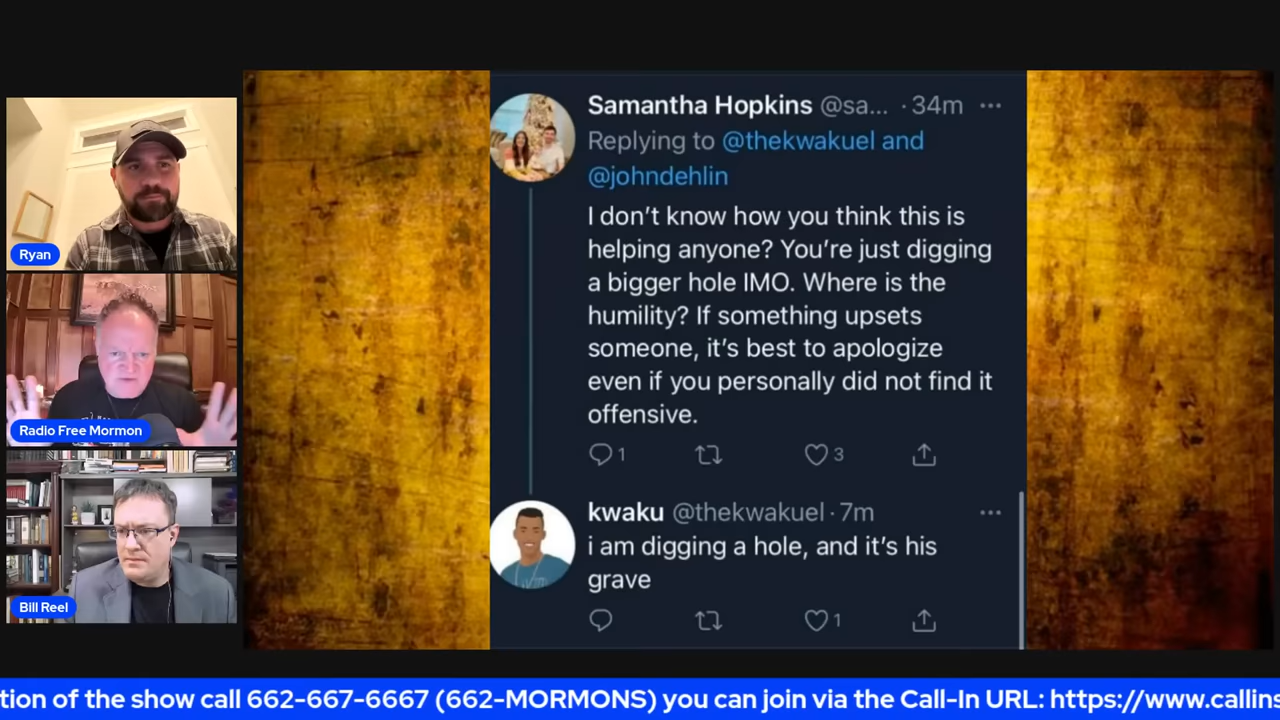 Samantha Hopkins @sa... · 34m ...
Replying to @thekwakuel and
@johndehlin
I don’t know how you think this is
helping anyone? You’re just digging
a bigger hole IMO. Where is the
humility? If something upsets
someone, it’s best to apologize
even if you personally did not find it
offensive.
1
3
kwaku @thekwakuel · 7m ...
i am digging a hole, and it’s his
grave
1
Ryan
Radio Free Mormon
Bill Reel
tion of the show call 662-667-6667 (662-MORMONS) you can join via the Call-In URL: https://www.callins